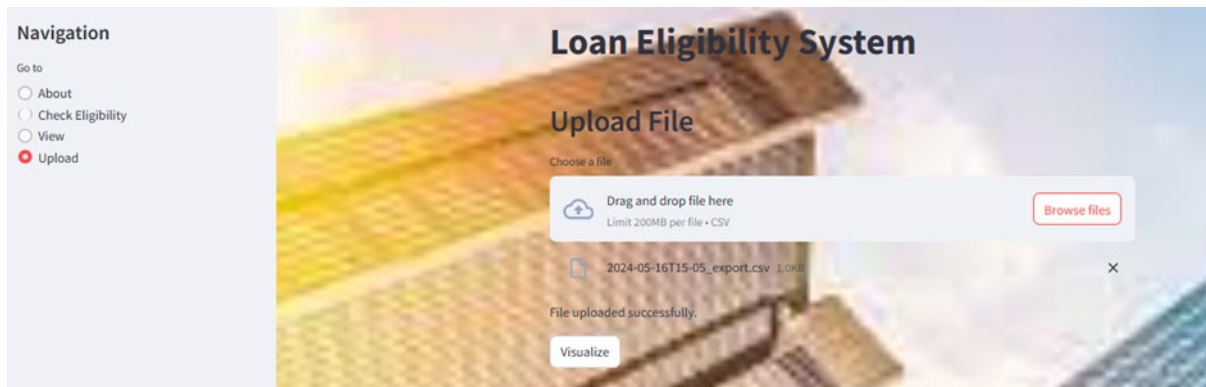 Navigation
Go to
About
Check Eligibility
View
Upload
Loan Eligibility System
Upload File
Choose a file
Drag and drop file here
Limit 200MB per file • CSV
Browse files
2024-05-16T15-05_export.csv 1.0KB
File uploaded successfully.
Visualize